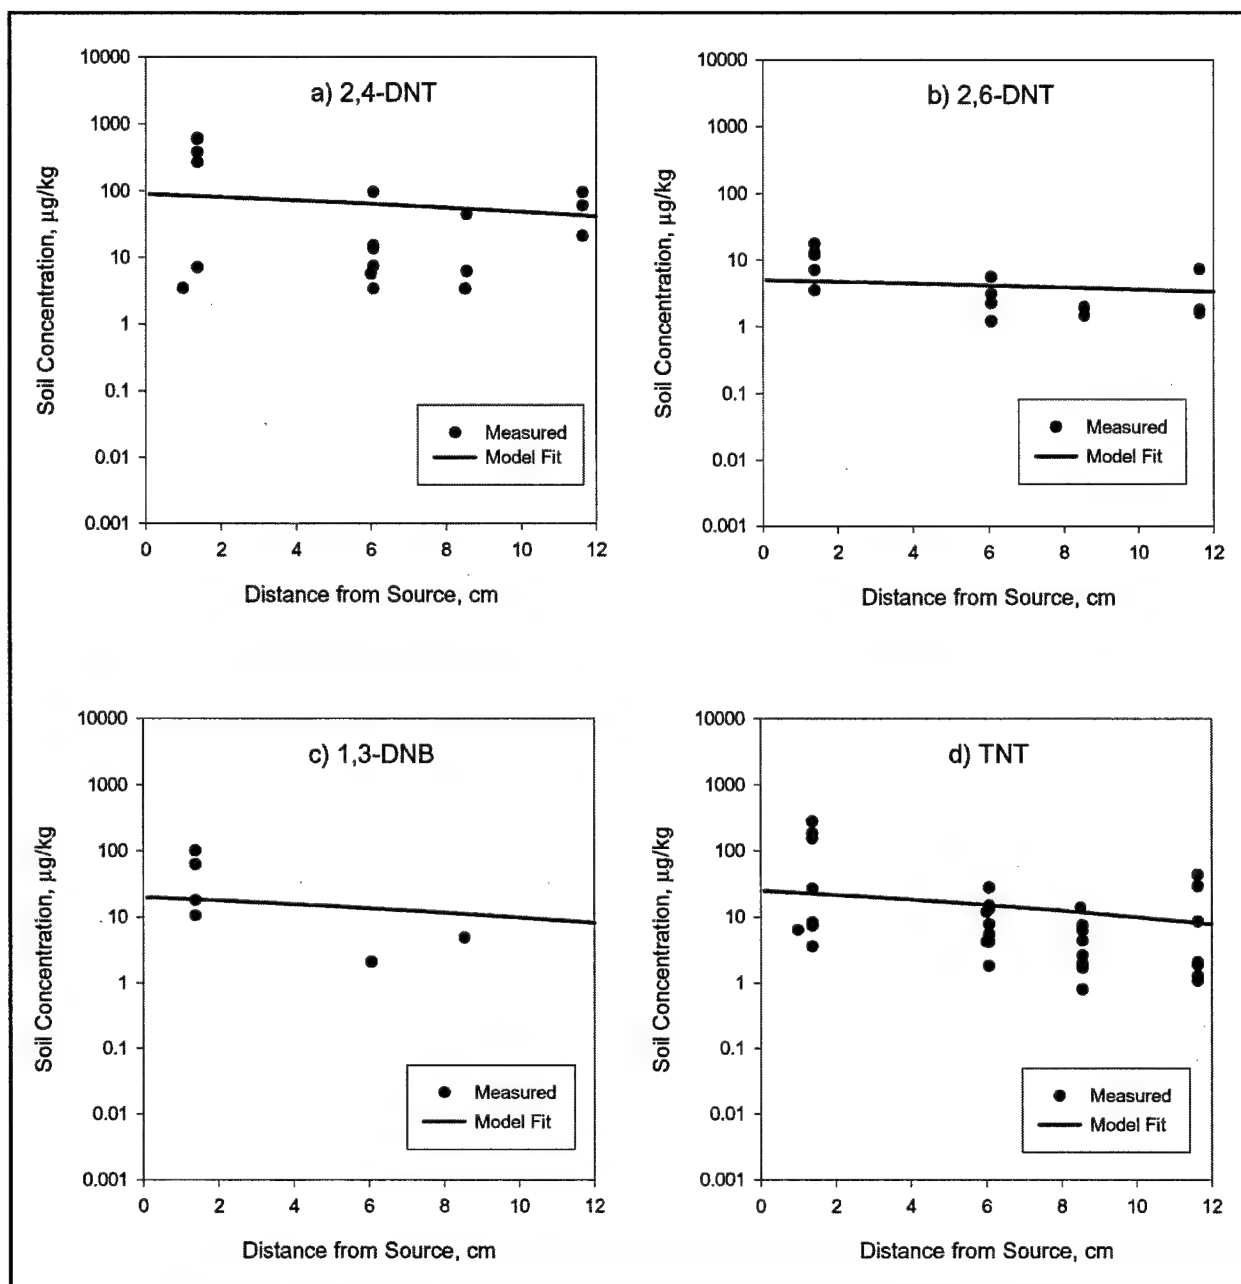 a) 2,4-DNT
10000
1000
100
10
1
0.1
0.01
0.001
Soil Concentration, µg/kg
Measured
Model Fit
0 2 4 6 8 10 12
Distance from Source, cm
b) 2,6-DNT
10000
1000
100
10
1
0.1
0.01
0.001
Soil Concentration, µg/kg
Measured
Model Fit
0 2 4 6 8 10 12
Distance from Source, cm
c) 1,3-DNB
10000
1000
100
10
1
0.1
0.01
0.001
Soil Concentration, µg/kg
Measured
Model Fit
0 2 4 6 8 10 12
Distance from Source, cm
d) TNT
10000
1000
100
10
1
0.1
0.01
0.001
Soil Concentration, µg/kg
Measured
Model Fit
0 2 4 6 8 10 12
Distance from Source, cm